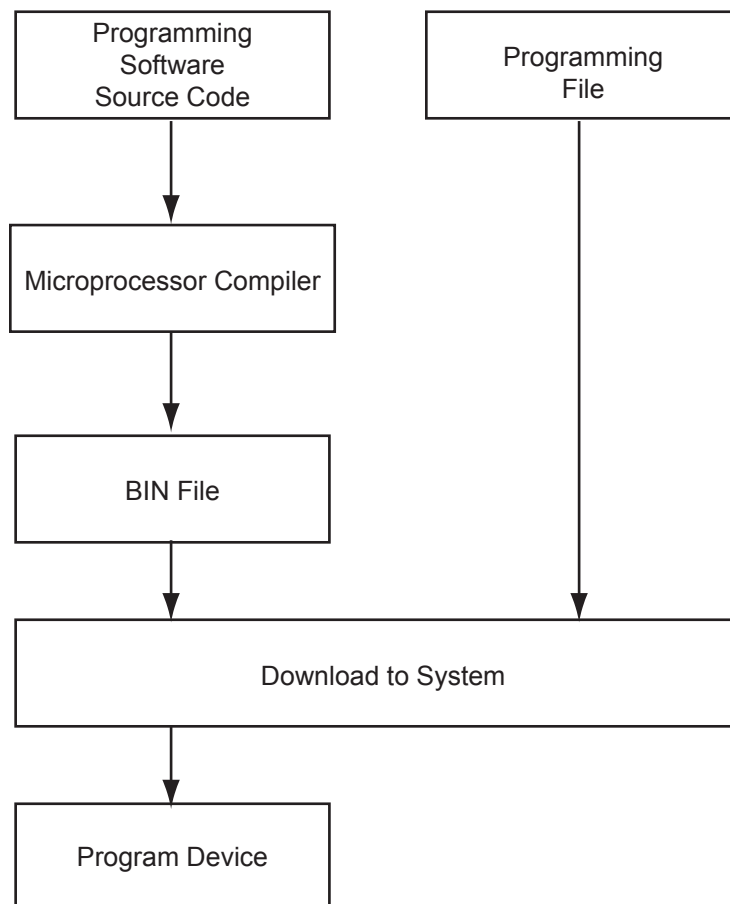 Programming
Software
Source Code
Programming
File
Microprocessor Compiler
BIN File
Download to System
Program Device